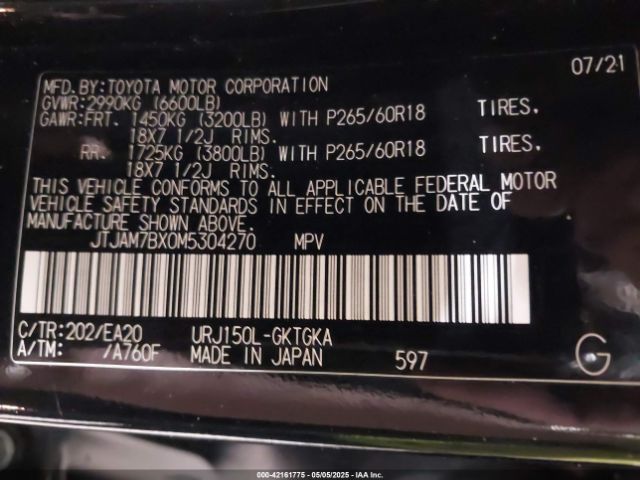 07/21
MFD.BY:TOYOTA MOTOR CORPORATION
GVWR:2990KG (6600LB)
GAWR:FRT. 1450KG (3200LB) WITH P265/60R18 TIRES,
18X7 1/2J RIMS.
RR. 1725KG (3800LB) WITH P265/60R18 TIRES,
18X7 1/2J RIMS.
THIS VEHICLE CONFORMS TO ALL APPLICABLE FEDERAL MOTOR
VEHICLE SAFETY STANDARDS IN EFFECT ON THE DATE OF
MANUFACTURE SHOWN ABOVE.
JTJAM7BX0M5304270 MPV
C/TR:202/EA20 URJ150L-GKTGKA
A/TM: /A760F MADE IN JAPAN 597 G
000-42161775 — 05/05/2025 — IAA Inc.